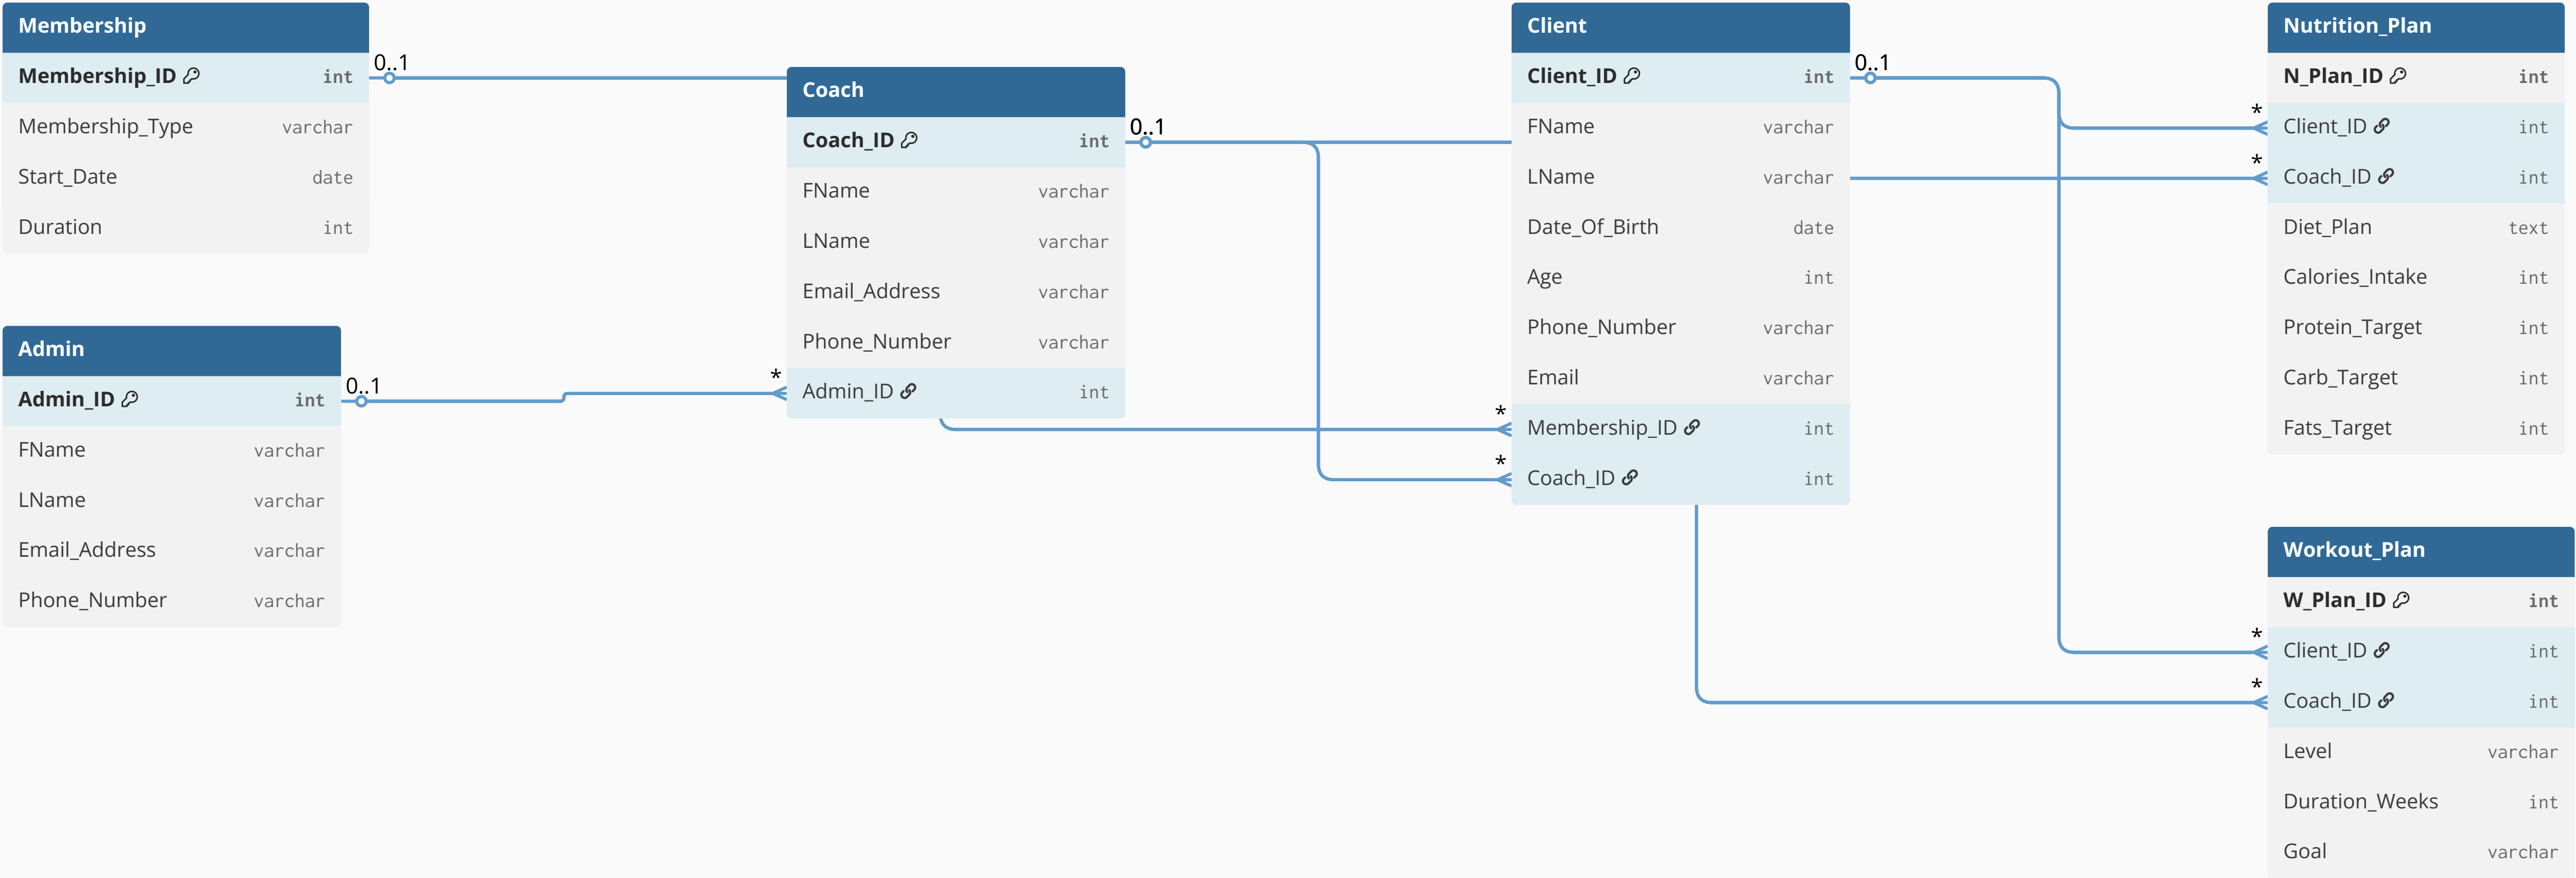 Membership
Membership_ID int
Membership_Type varchar
Start_Date date
Duration int
0..1
Admin
Admin_ID int
FName varchar
LName varchar
Email_Address varchar
Phone_Number varchar
0..1
*
Coach
Coach_ID int
FName varchar
LName varchar
Email_Address varchar
Phone_Number varchar
Admin_ID int
0..1
*
*
Client
Client_ID int
FName varchar
LName varchar
Date_Of_Birth date
Age int
Phone_Number varchar
Email varchar
Membership_ID int
Coach_ID int
0..1
*
*
Nutrition_Plan
N_Plan_ID int
Client_ID int
Coach_ID int
Diet_Plan text
Calories_Intake int
Protein_Target int
Carb_Target int
Fats_Target int
*
*
Workout_Plan
W_Plan_ID int
Client_ID int
Coach_ID int
Level varchar
Duration_Weeks int
Goal varchar